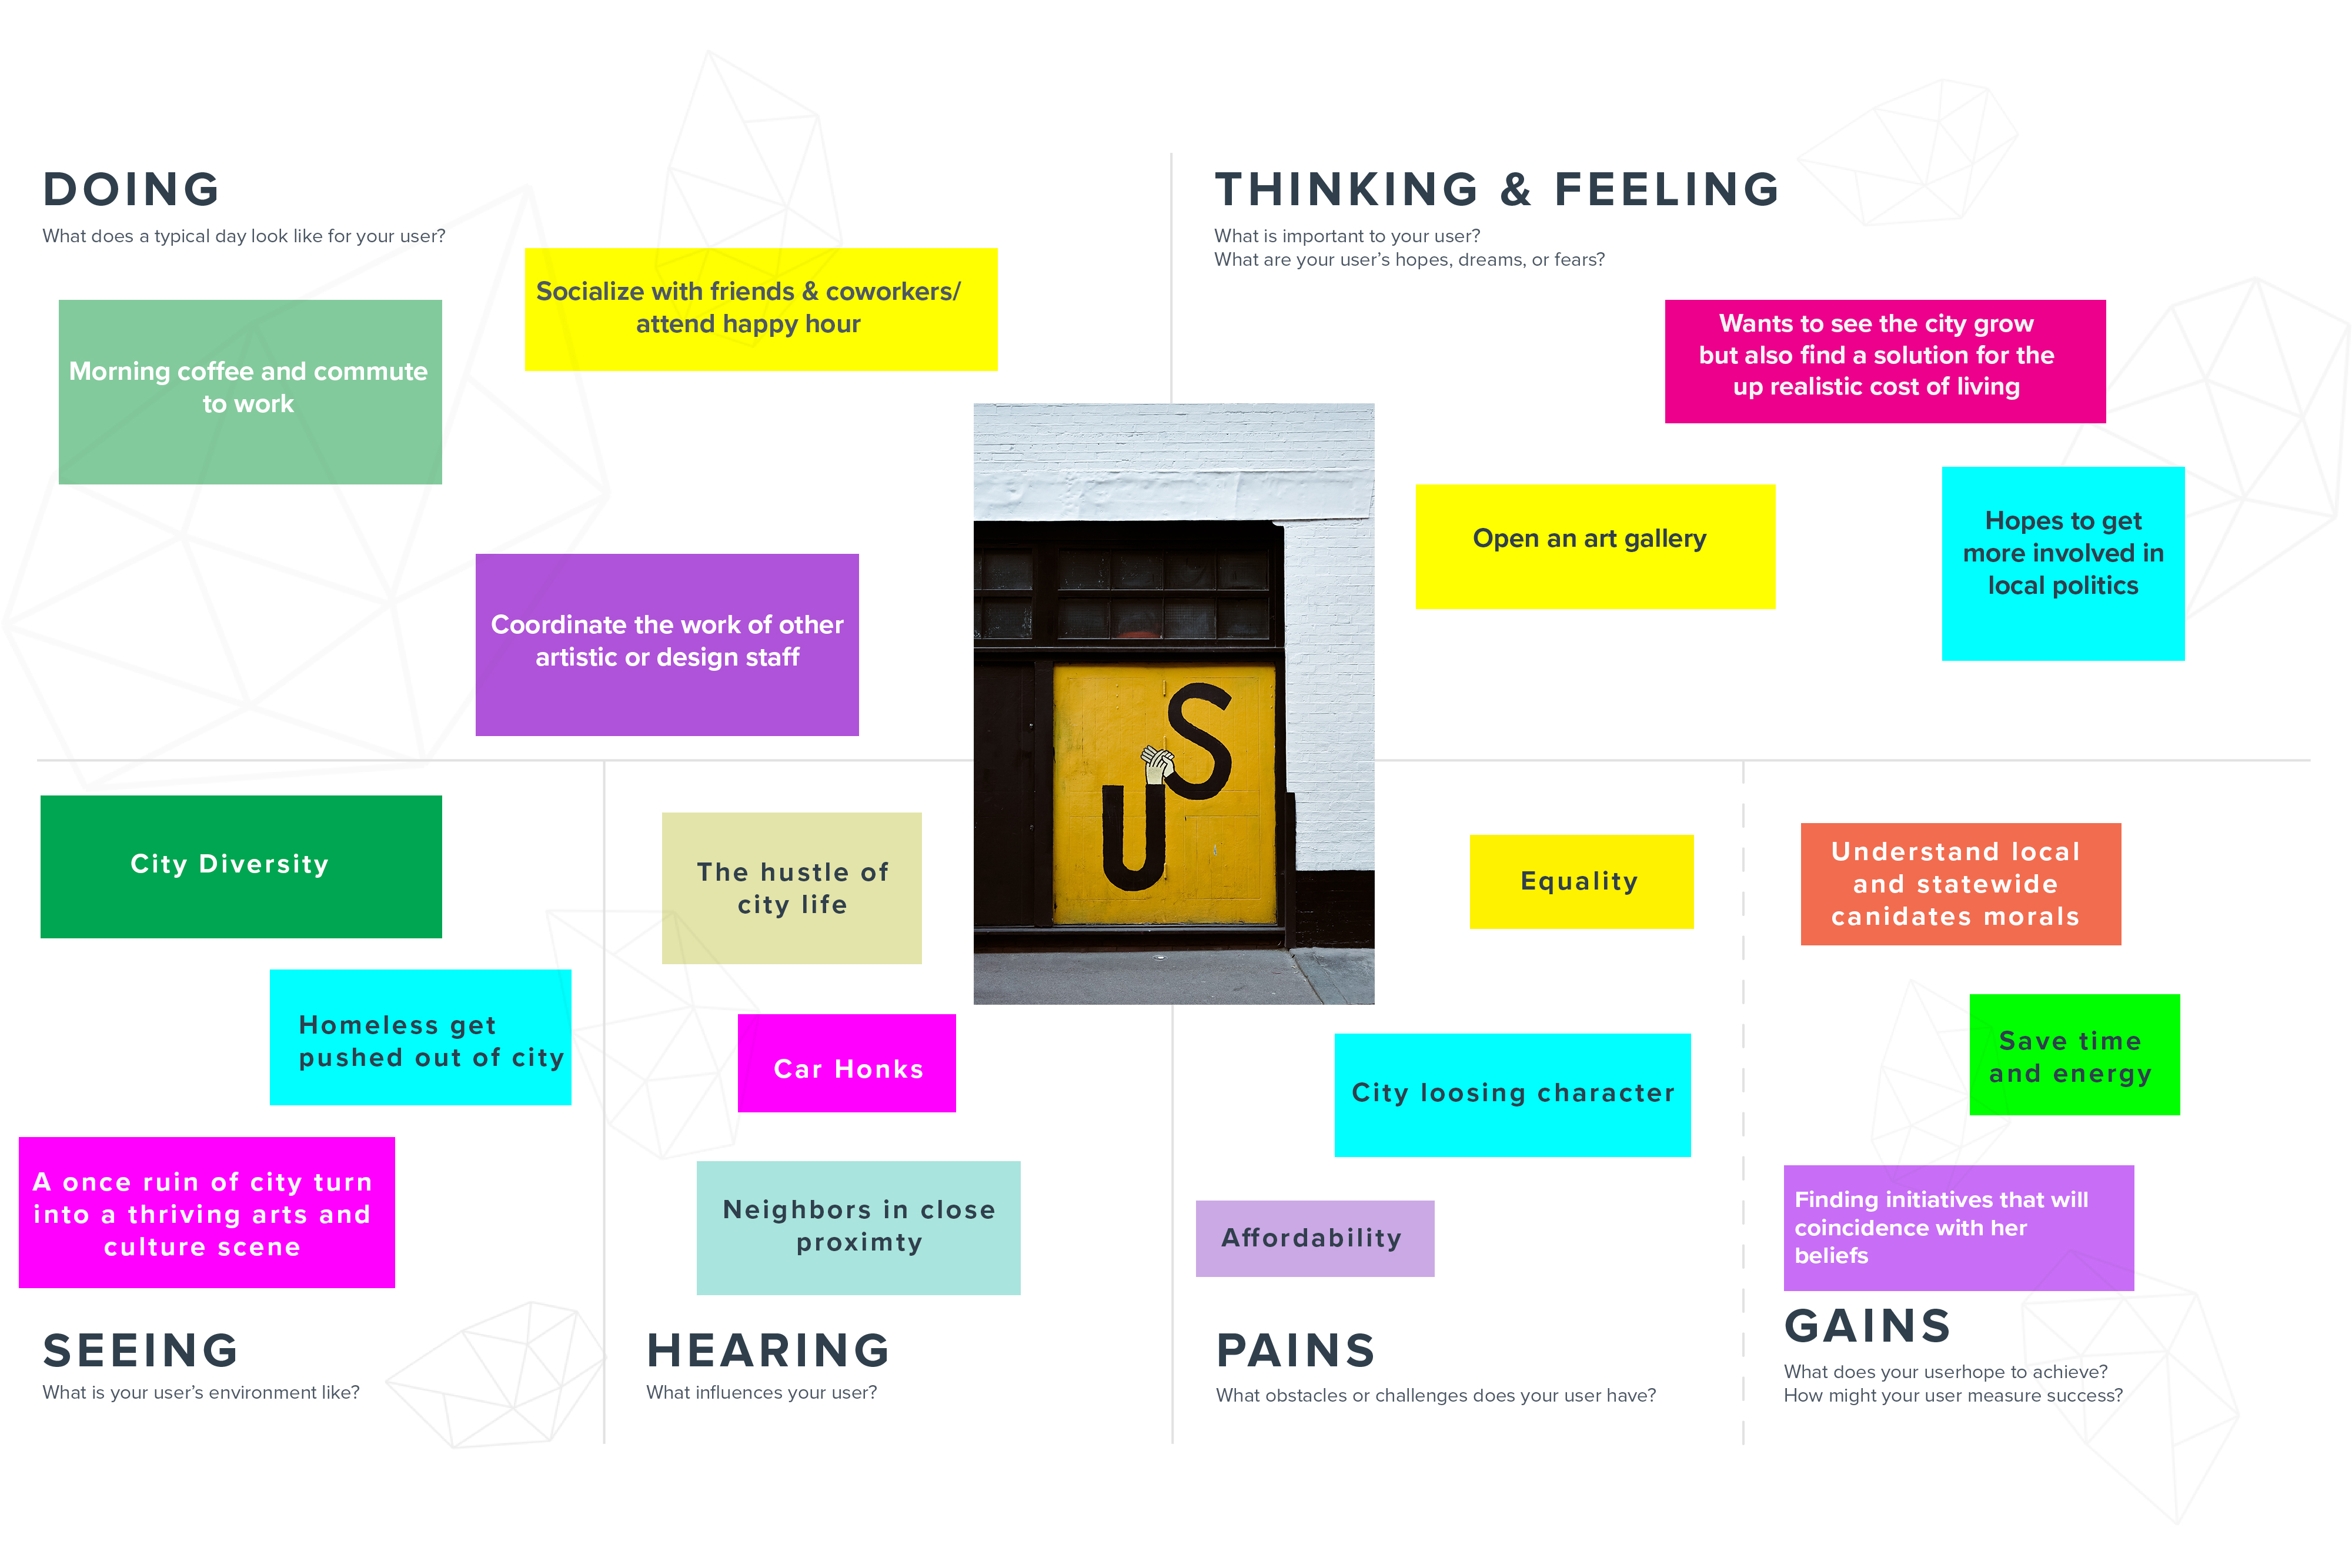 DOING
What does a typical day look like for your user?
Morning coffee and commute
to work
Socialize with friends & coworkers/
attend happy hour
Coordinate the work of other
artistic or design staff
THINKING & FEELING
What is important to your user?
What are your user's hopes, dreams, or fears?
Wants to see the city grow
but also find a solution for the
up realistic cost of living
Open an art gallery
Hopes to get
more involved in
local politics
US
City Diversity
Homeless get
pushed out of city
A once ruin of city turn
into a thriving arts and
culture scene
SEEING
What is your user's environment like?
The hustle of
city life
Car Honks
Neighbors in close
proximty
HEARING
What influences your user?
Equality
City loosing character
Affordability
PAINS
What obstacles or challenges does your user have?
Understand local
and statewide
canidates morals
Save time
and energy
Finding initiatives that will
coincidence with her
beliefs
GAINS
What does your userhope to achieve?
How might your user measure success?